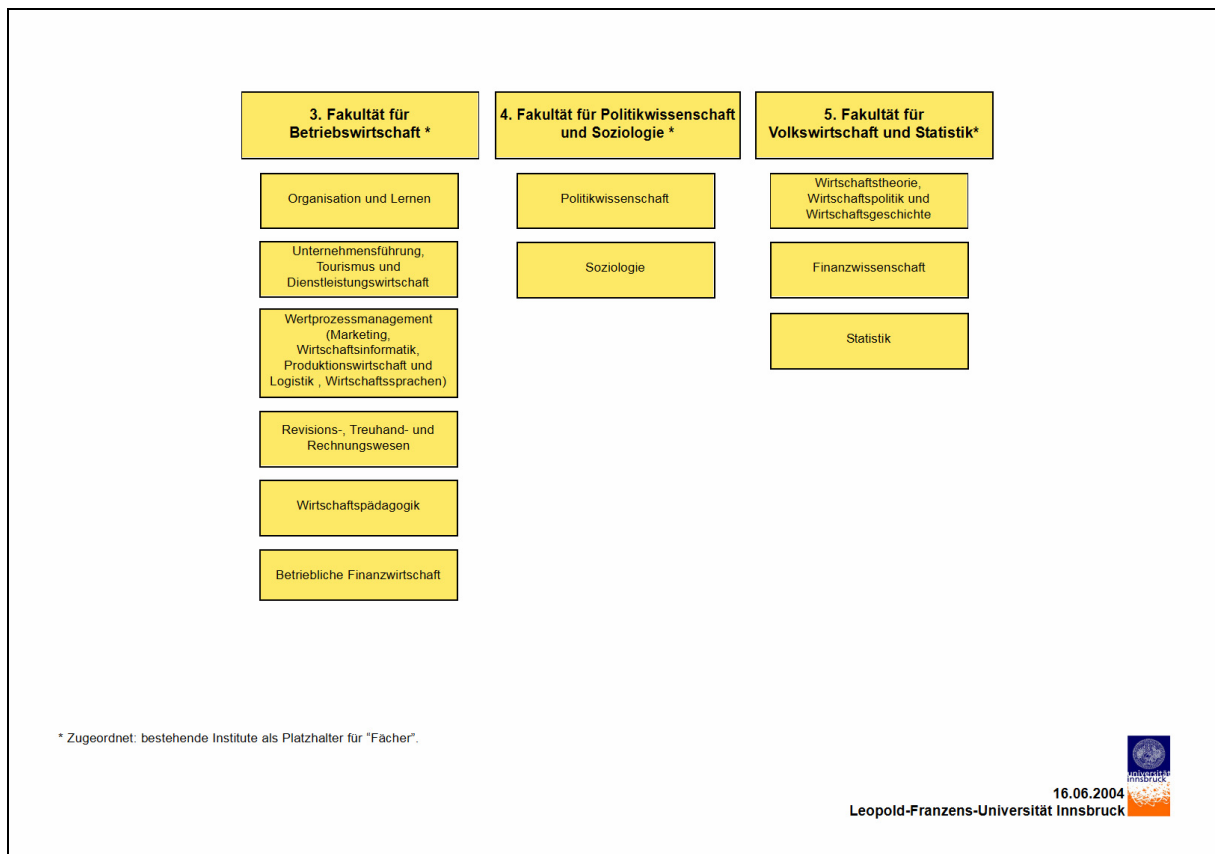 3. Fakultät für
Betriebswirtschaft *
Organisation und Lernen
Unternehmensführung,
Tourismus und
Dienstleistungswirtschaft
Wertprozessmanagement
(Marketing,
Wirtschaftsinformatik,
Produktionswirtschaft und
Logistik , Wirtschaftssprachen)
Revisions-, Treuhand- und
Rechnungswesen
Wirtschaftspädagogik
Betriebliche Finanzwirtschaft
4. Fakultät für Politikwissenschaft
und Soziologie *
Politikwissenschaft
Soziologie
5. Fakultät für
Volkswirtschaft und Statistik*
Wirtschaftstheorie,
Wirtschaftspolitik und
Wirtschaftsgeschichte
Finanzwissenschaft
Statistik
* Zugeordnet: bestehende Institute als Platzhalter für "Fächer".
16.06.2004
Leopold-Franzens-Universität Innsbruck
universität
innsbruck